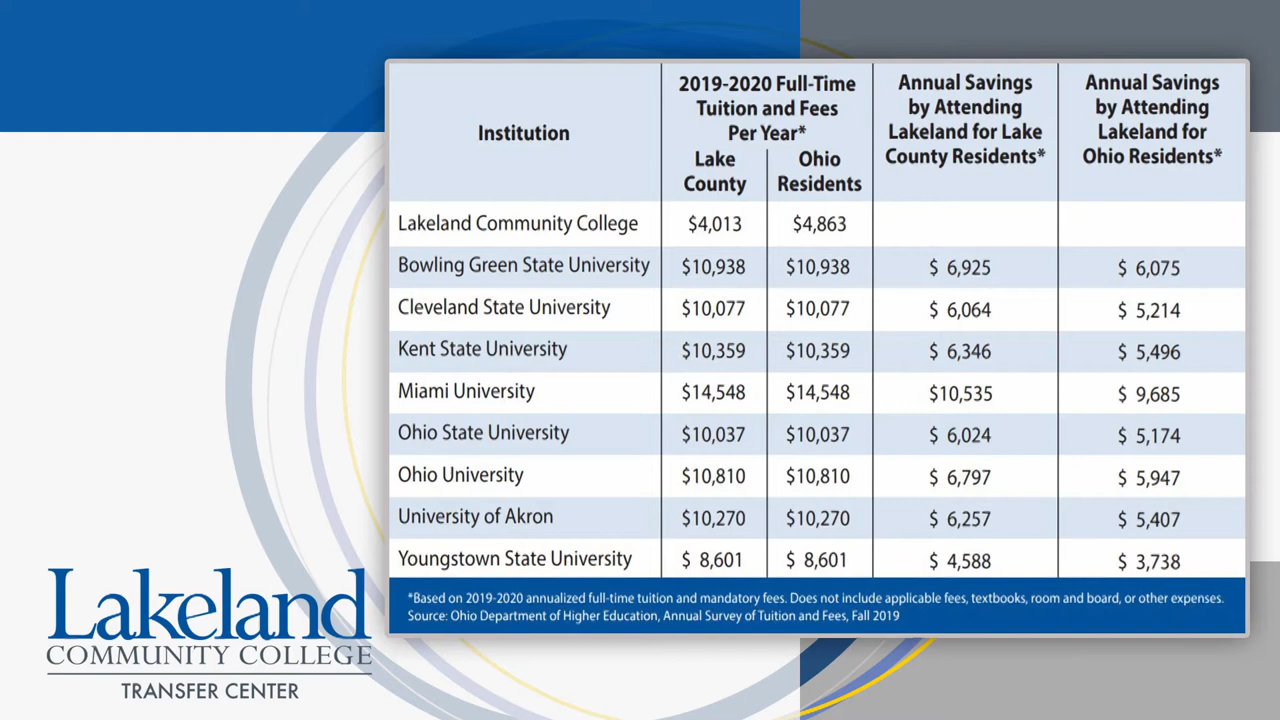 Institution
2019-2020 Full-Time
Tuition and Fees
Per Year*
Lake
County
Ohio
Residents
Annual Savings
by Attending
Lakeland for Lake
County Residents*
Annual Savings
by Attending
Lakeland for
Ohio Residents*
Lakeland Community College $4,013 $4,863
Bowling Green State University $10,938 $10,938 $ 6,925 $ 6,075
Cleveland State University $10,077 $10,077 $ 6,064 $ 5,214
Kent State University $10,359 $10,359 $ 6,346 $ 5,496
Miami University $14,548 $14,548 $10,535 $ 9,685
Ohio State University $10,037 $10,037 $ 6,024 $ 5,174
Ohio University $10,810 $10,810 $ 6,797 $ 5,947
University of Akron $10,270 $10,270 $ 6,257 $ 5,407
Youngstown State University $ 8,601 $ 8,601 $ 4,588 $ 3,738
*Based on 2019-2020 annualized full-time tuition and mandatory fees. Does not include applicable fees, textbooks, room and board, or other expenses.
Source: Ohio Department of Higher Education, Annual Survey of Tuition and Fees, Fall 2019
Lakeland
COMMUNITY COLLEGE
TRANSFER CENTER